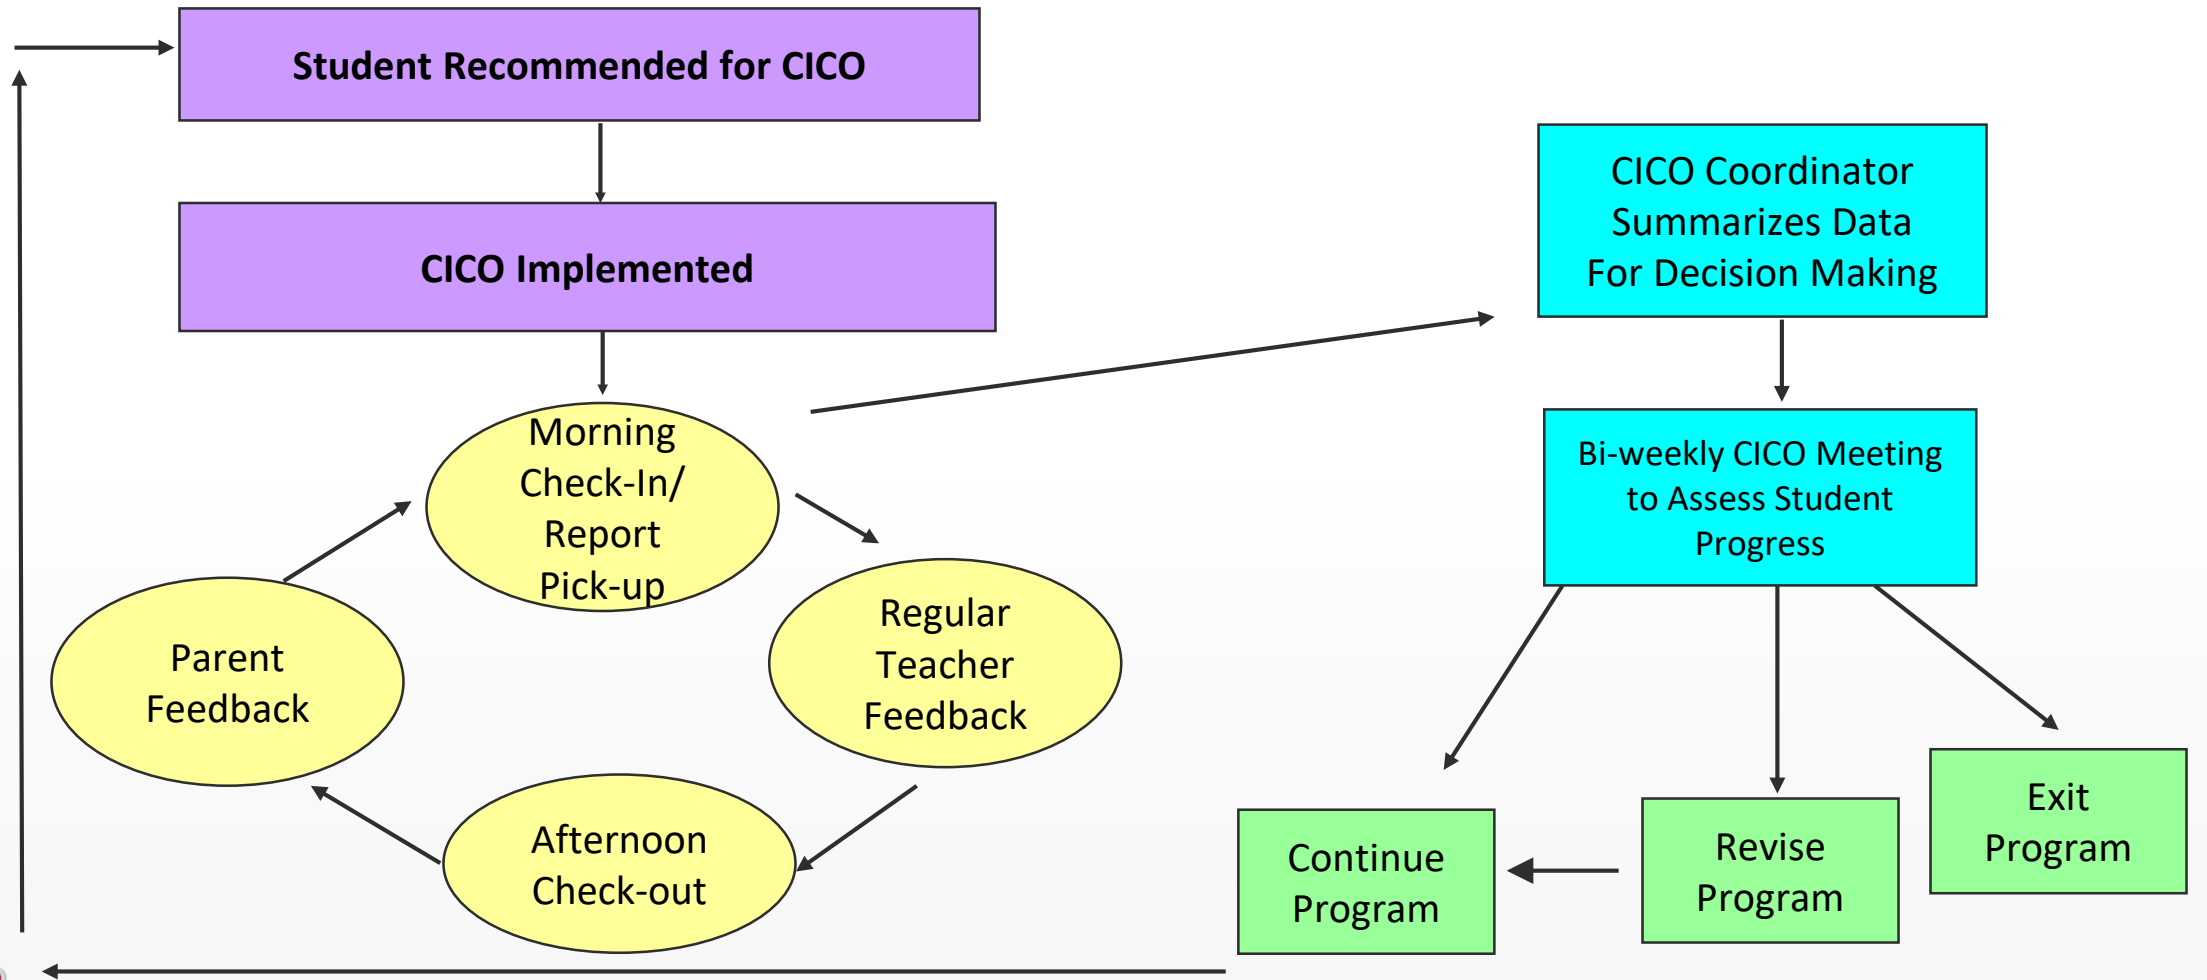 Student Recommended for CICO
CICO Implemented
Morning
Check-In/
Report
Pick-up
Regular
Teacher
Feedback
Afternoon
Check-out
Parent
Feedback
CICO Coordinator
Summarizes Data
For Decision Making
Bi-weekly CICO Meeting
to Assess Student
Progress
Continue
Program
Revise
Program
Exit
Program